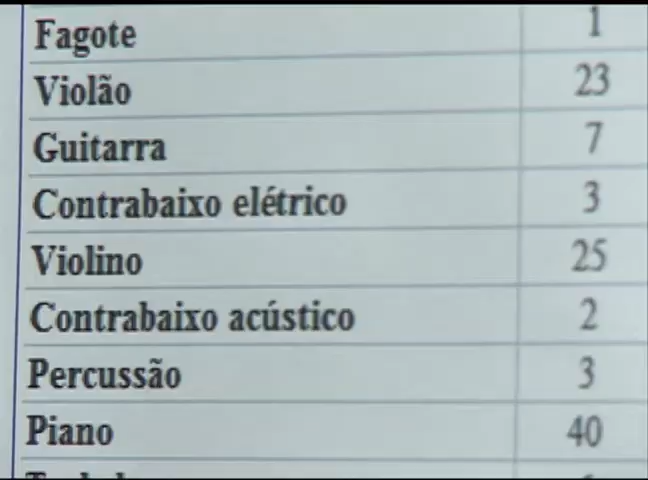 Fagote 1
Violão 23
Guitarra 7
Contrabaixo elétrico 3
Violino 25
Contrabaixo acústico 2
Percussão 3
Piano 40